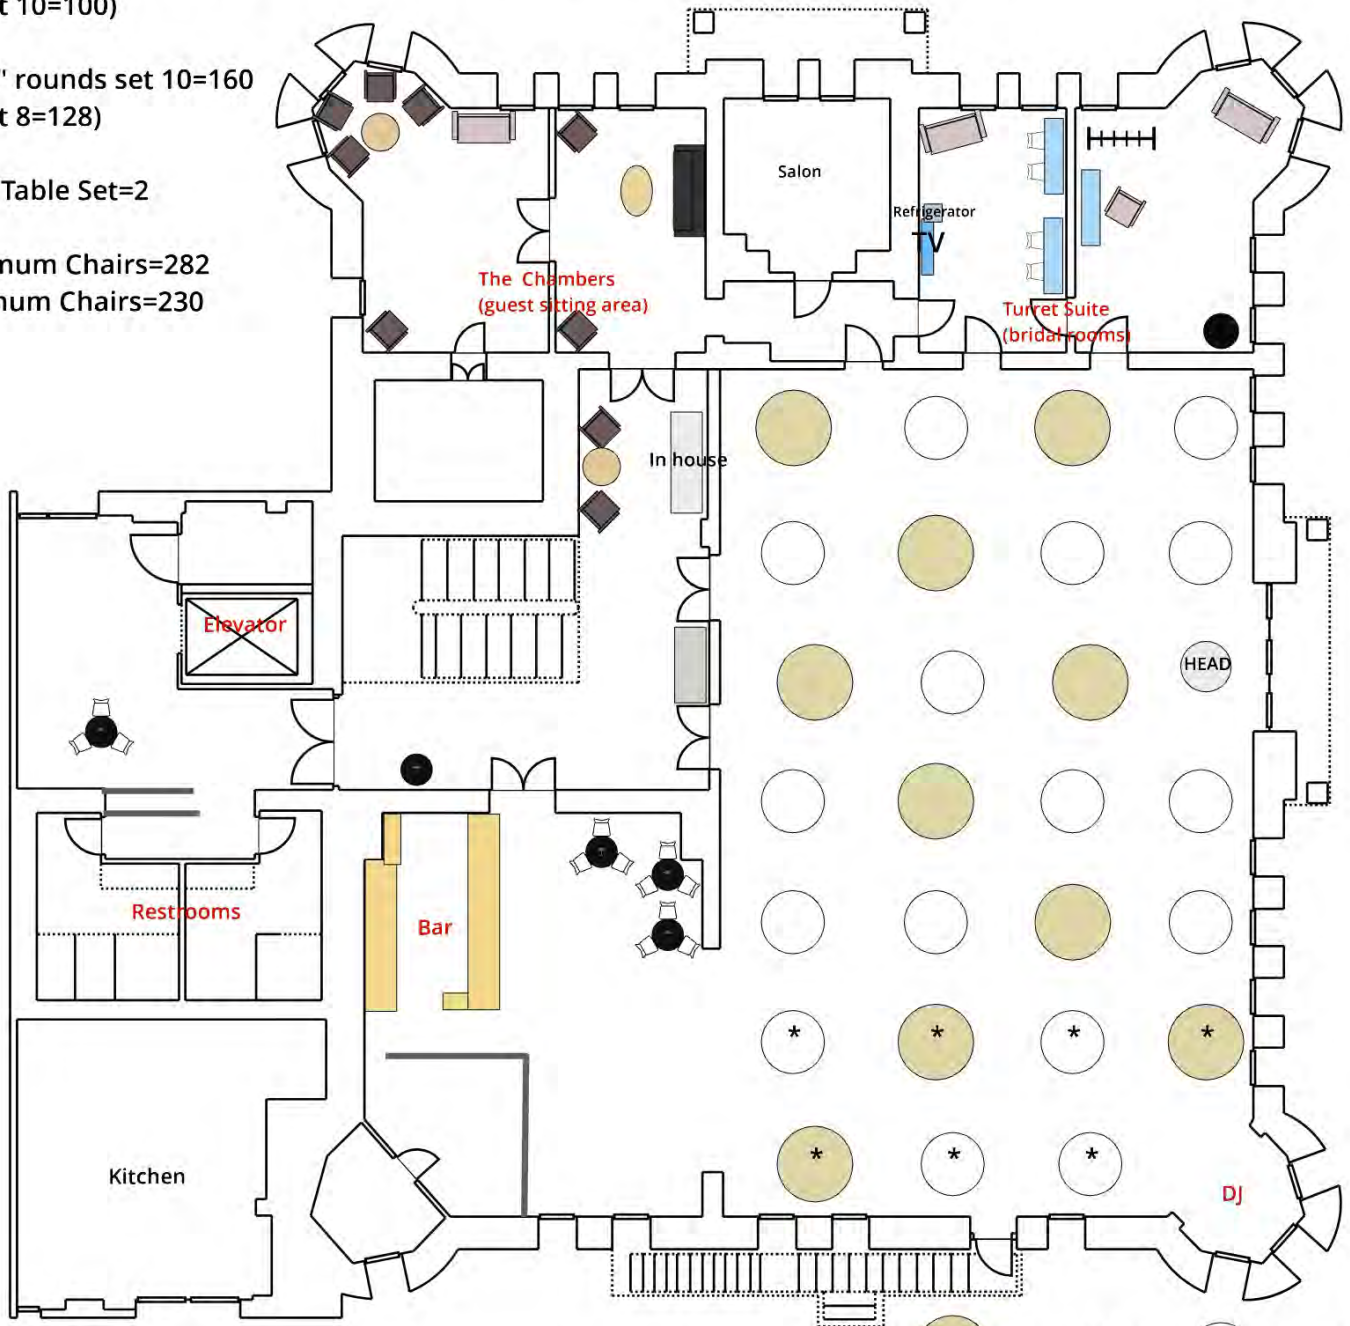 t 10=100)
" rounds set 10=160
t 8=128)
Table Set=2
num Chairs=282
num Chairs=230
Salon
Refrigerator
TV
The Chambers
(guest sitting area)
Turret Suite
(bridal rooms)
In house
Elevator
HEAD
Restrooms
Bar
*
*
*
*
*
*
*
Kitchen
DJ